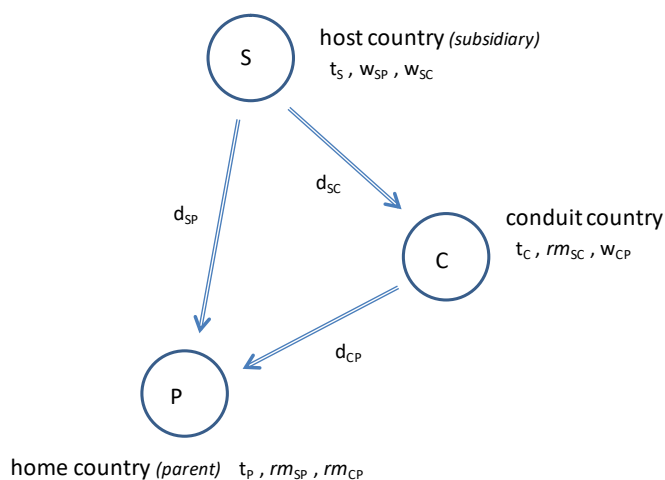 host country (subsidiary)
S
tS , wSP , wSC
dSC
dSP
conduit country
tC , rmSC , wCP
C
dCP
P
home country (parent) tP , rmSP , rmCP